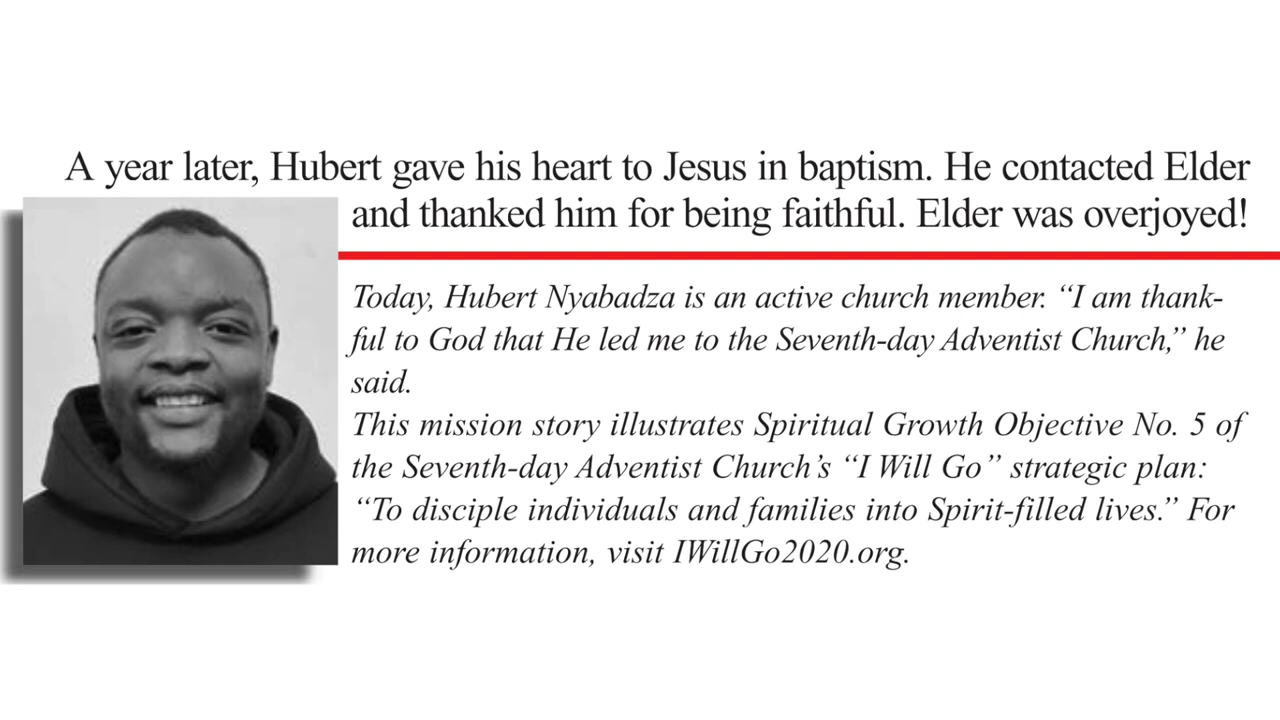 A year later, Hubert gave his heart to Jesus in baptism. He contacted Elder
and thanked him for being faithful. Elder was overjoyed!
Today, Hubert Nyabadza is an active church member. “I am thank-
ful to God that He led me to the Seventh-day Adventist Church,” he
said.
This mission story illustrates Spiritual Growth Objective No. 5 of
the Seventh-day Adventist Church’s “I Will Go” strategic plan:
“To disciple individuals and families into Spirit-filled lives.” For
more information, visit IWillGo2020.org.